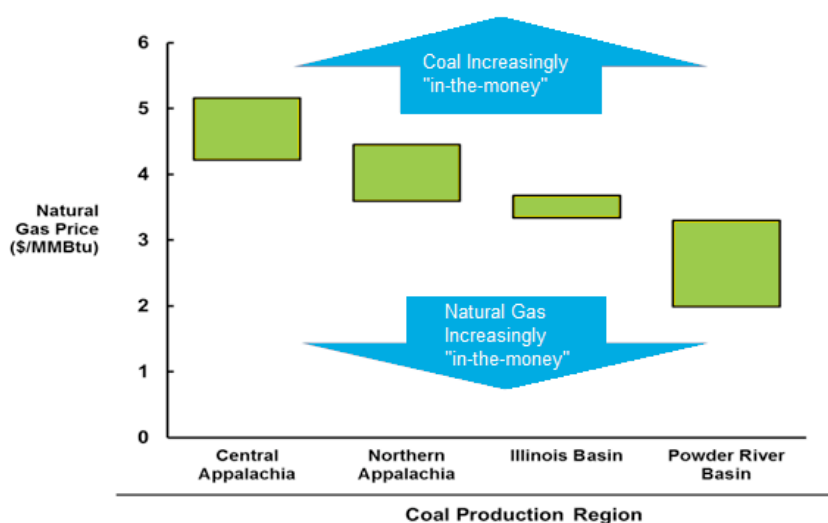 6
Coal Increasingly
"in-the-money"
5
4
Natural
Gas Price
($/MMBtu)
3
2
Natural Gas
Increasingly
"in-the-money"
1
0
Central
Appalachia
Northern
Appalachia
Illinois Basin
Powder River
Basin
Coal Production Region